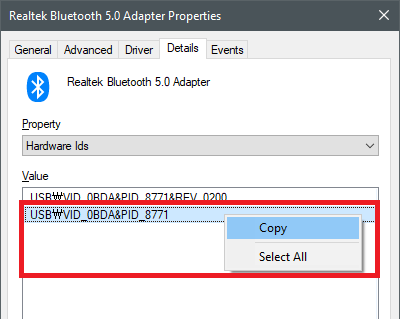 Realtek Bluetooth 5.0 Adapter Properties
General Advanced Driver Details Events
Realtek Bluetooth 5.0 Adapter
Property
Hardware Ids
Value
USB₩VID_0BDA&PID_8771&REV_0200
USB₩VID_0BDA&PID_8771
Copy
Select All